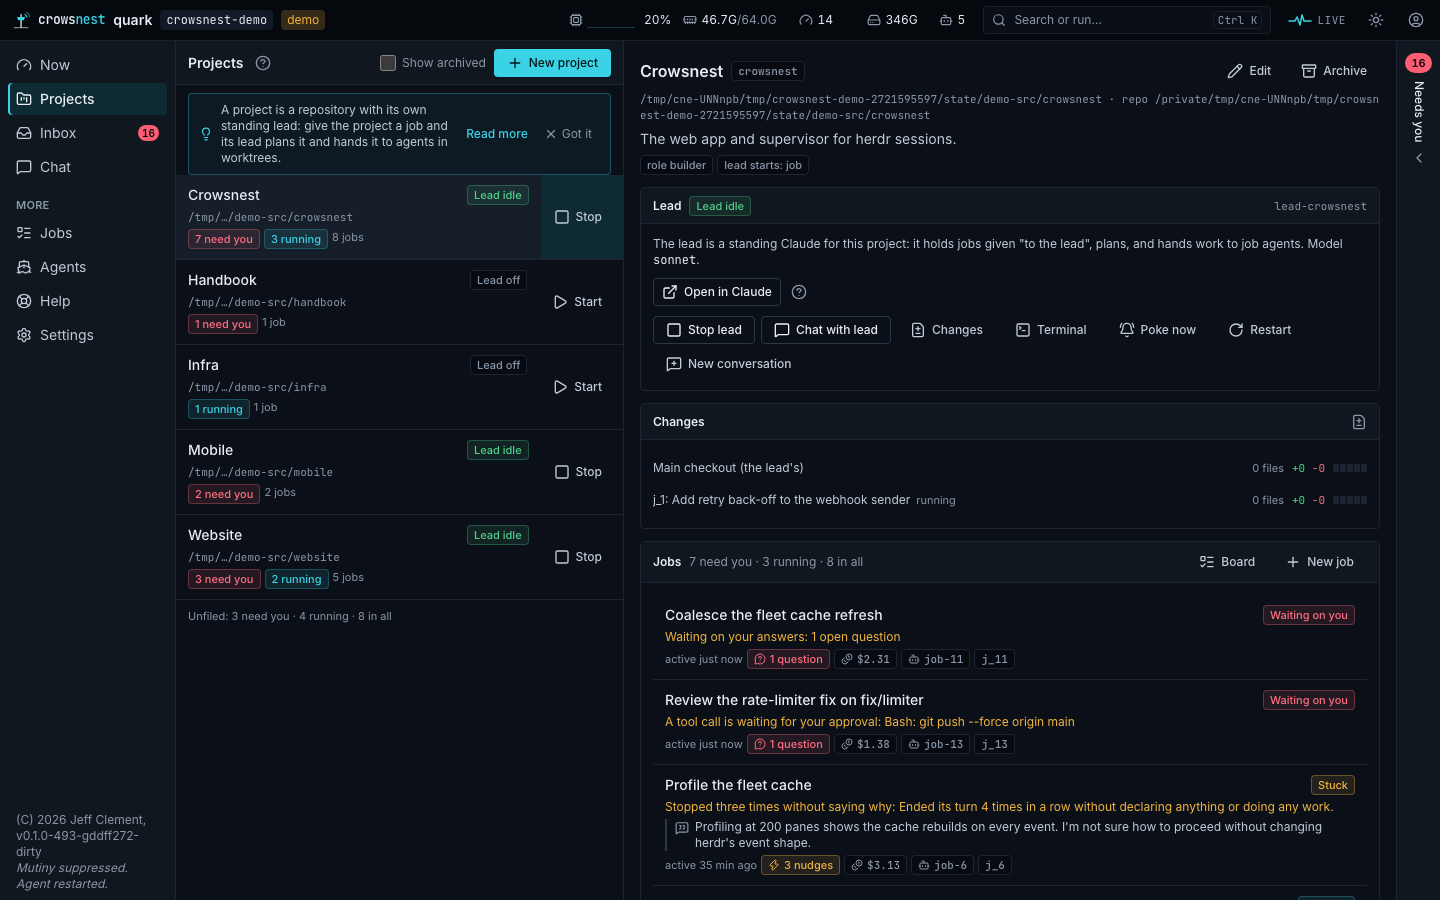 crowsnest quark crowsnest-demo demo
20% 46.7G/64.0G 14 346G 5
Search or run... Ctrl K
LIVE
Now
Projects
Inbox 16
Chat
MORE
Jobs
Agents
Help
Settings
(C) 2026 Jeff Clement,
v0.1.0-493-gddff272-
dirty
Mutiny suppressed.
Agent restarted.
Projects Show archived New project
A project is a repository with its own
standing lead: give the project a job and
its lead plans it and hands it to agents in
worktrees.
Read more Got it
Crowsnest Lead idle
/tmp/…/demo-src/crowsnest Stop
7 need you 3 running 8 jobs
Handbook Lead off
/tmp/…/demo-src/handbook Start
1 need you 1 job
Infra Lead off
/tmp/…/demo-src/infra Start
1 running 1 job
Mobile Lead idle
/tmp/…/demo-src/mobile Stop
2 need you 2 jobs
Website Lead idle
/tmp/…/demo-src/website Stop
3 need you 2 running 5 jobs
Unfiled: 3 need you · 4 running · 8 in all
Crowsnest crowsnest Edit Archive
/tmp/cne-UNNnpb/tmp/crowsnest-demo-2721595597/state/demo-src/crowsnest · repo /private/tmp/cne-UNNnpb/tmp/crowsn
est-demo-2721595597/state/demo-src/crowsnest
The web app and supervisor for herdr sessions.
role builder lead starts: job
Lead Lead idle lead-crowsnest
The lead is a standing Claude for this project: it holds jobs given "to the lead", plans, and hands work to job agents. Model
sonnet.
Open in Claude
Stop lead Chat with lead Changes Terminal Poke now Restart
New conversation
Changes
Main checkout (the lead's) 0 files +0 -0
j_1: Add retry back-off to the webhook sender running 0 files +0 -0
Jobs 7 need you · 3 running · 8 in all Board New job
Coalesce the fleet cache refresh Waiting on you
Waiting on your answers: 1 open question
active just now 1 question $2.31 job-11 j_11
Review the rate-limiter fix on fix/limiter Waiting on you
A tool call is waiting for your approval: Bash: git push --force origin main
active just now 1 question $1.38 job-13 j_13
Profile the fleet cache Stuck
Stopped three times without saying why: Ended its turn 4 times in a row without declaring anything or doing any work.
Profiling at 200 panes shows the cache rebuilds on every event. I'm not sure how to proceed without changing
herdr's event shape.
active 35 min ago 3 nudges $3.13 job-6 j_6
16
Needs you